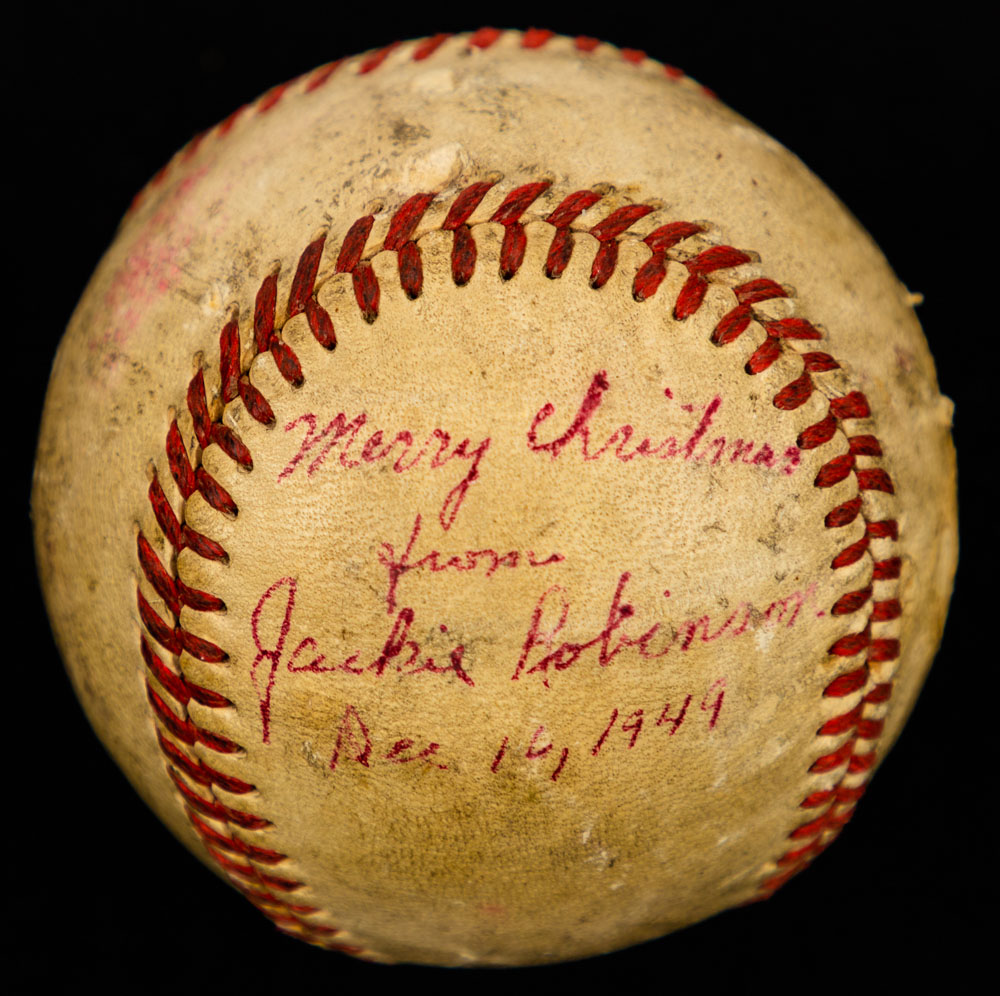 Merry Christmas
from
Jackie Robinson
Dec 10, 1949